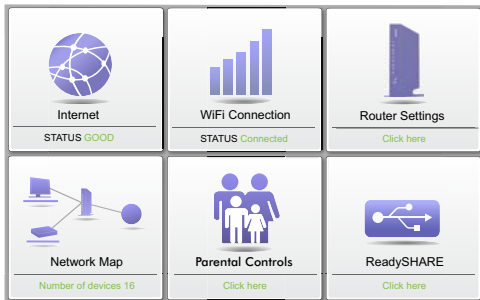 Internet
STATUS GOOD
WiFi Connection
STATUS Connected
Router Settings
Click here
Network Map
Number of devices 16
Parental Controls
Click here
ReadySHARE
Click here